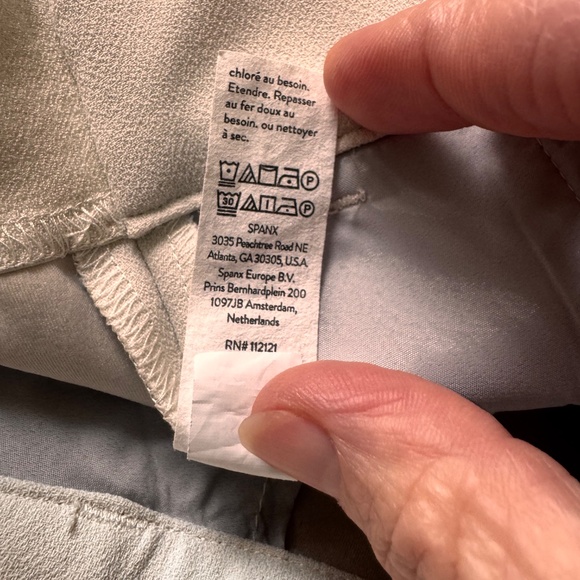 chloré au besoin.
Etendre. Repasser
au fer doux au
besoin. ou nettoyer
à sec.
P
30 P
SPANX
3035 Peachtree Road NE
Atlanta, GA 30305, U.S.A.
Spanx Europe B.V.
Prins Bernhardplein 200
1097JB Amsterdam,
Netherlands
RN# 112121